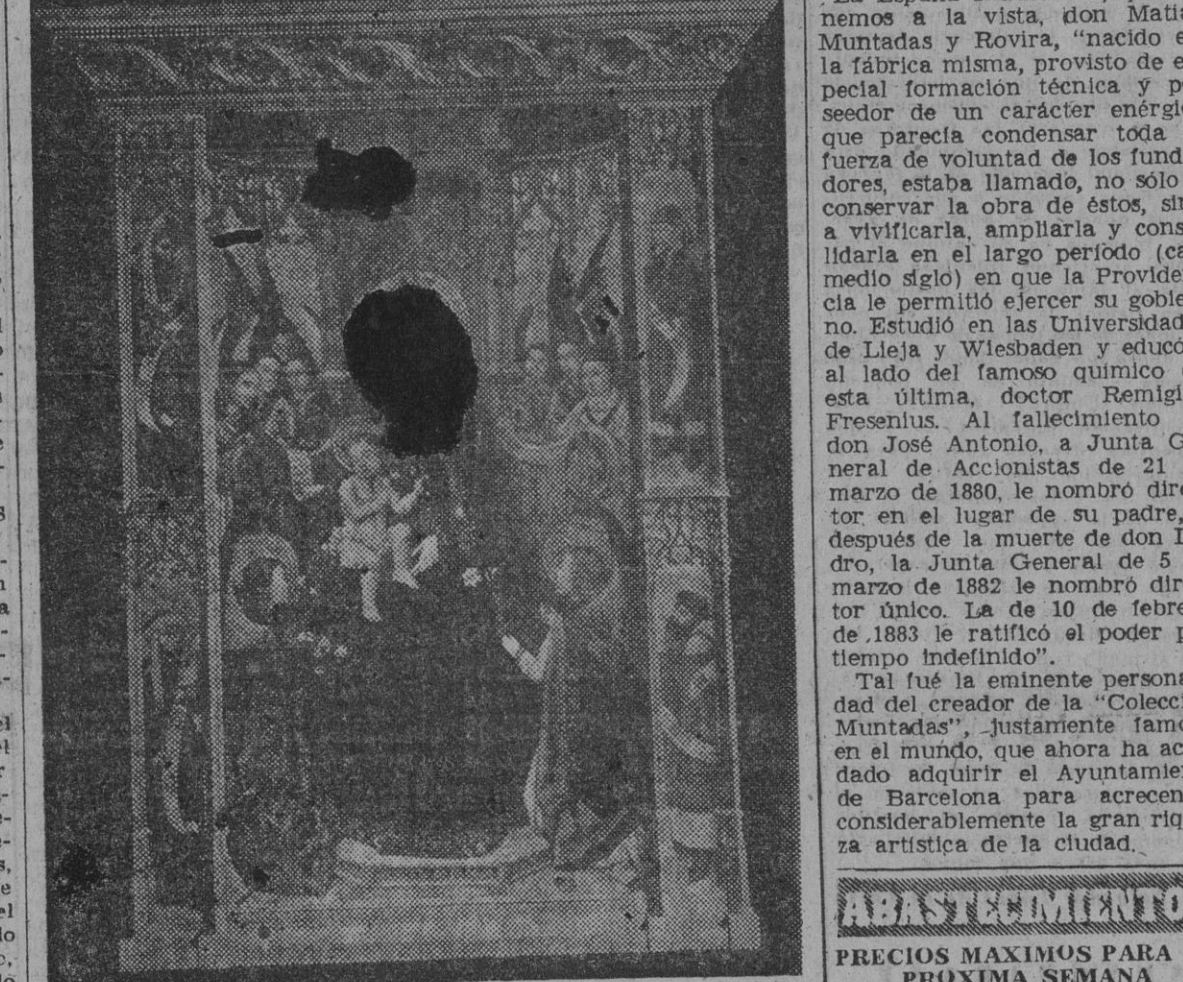 nemos a la vista, don Matia
Muntadas y Rovira, "nacido e
la fábrica misma, provisto de e
pecial formación técnica y p
seedor de un carácter enérgi
que parecía condensar toda
fuerza de voluntad de los fund
dores, estaba llamado, no sólo
conservar la obra de éstos, sin
a vivificarla, ampliarla y cons
lidarla en el largo período (ca
medio siglo) en que la Provide
cia le permitió ejercer su gobie
no. Estudió en las Universidad
de Lieja y Wiesbaden y educó
al lado del famoso químico
esta última, doctor Remigi
Fresenius. Al fallecimiento
don José Antonio, a Junta G
neral de Accionistas de 21
marzo de 1880, le nombró dire
tor en el lugar de su padre,
después de la muerte de don I
dro, la Junta General de 5
marzo de 1882 le nombró dir
tor único. La de 10 de febre
de 1883 le ratificó el poder p
tiempo indefinido".
Tal fué la eminente persona
dad del creador de la "Colecci
Muntadas", justamente famo
en el mundo, que ahora ha ac
dado adquirir el Ayuntamie
de Barcelona para acrecen
considerablemente la gran riq
za artística de la ciudad.
ABASTECIMIENTO
PRECIOS MAXIMOS PARA
PROXIMA SEMANA